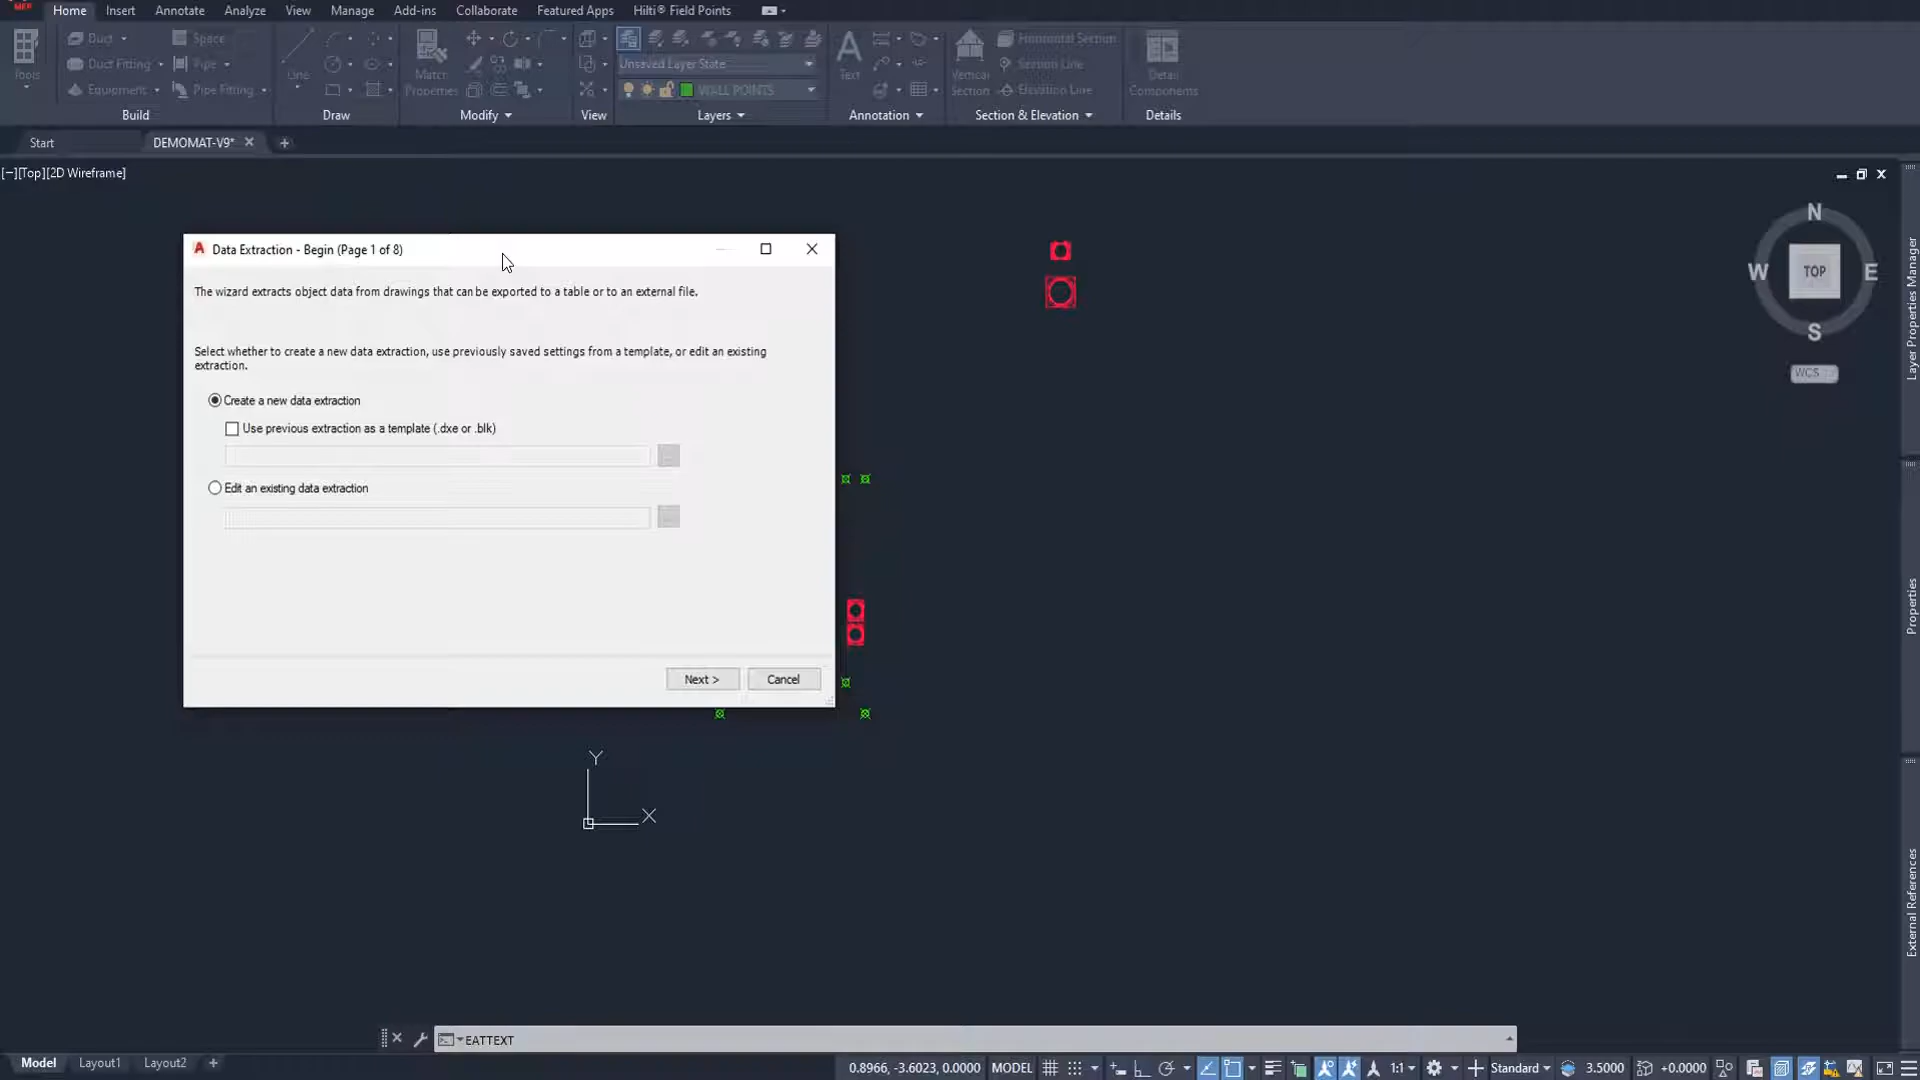 Home Insert Annotate Analyze View Manage Add-ins Collaborate Featured Apps Hilti® Field Points
Tools
Duct
Duct Fitting
Equipment
Space
Pipe
Pipe Fitting
Build
Line
Draw
Match
Properties
Modify
View
Unsaved Layer State
WALL POINTS
Layers
Text
Annotation
Vertical
Section
Horizontal Section
Section Line
Elevation Line
Section & Elevation
Detail
Components
Details
Start DEMOMAT-V9*
[−][Top][2D Wireframe]
Data Extraction - Begin (Page 1 of 8)
The wizard extracts object data from drawings that can be exported to a table or to an external file.
Select whether to create a new data extraction, use previously saved settings from a template, or edit an existing
extraction.
Create a new data extraction
Use previous extraction as a template (.dxe or .blk)
Edit an existing data extraction
Next >
Cancel
N
W TOP E
S
WCS
Layer Properties Manager
Properties
External References
Y
X
EATTEXT
Model Layout1 Layout2
0.8966, -3.6023, 0.0000 MODEL 1:1 Standard 3.5000 +0.0000